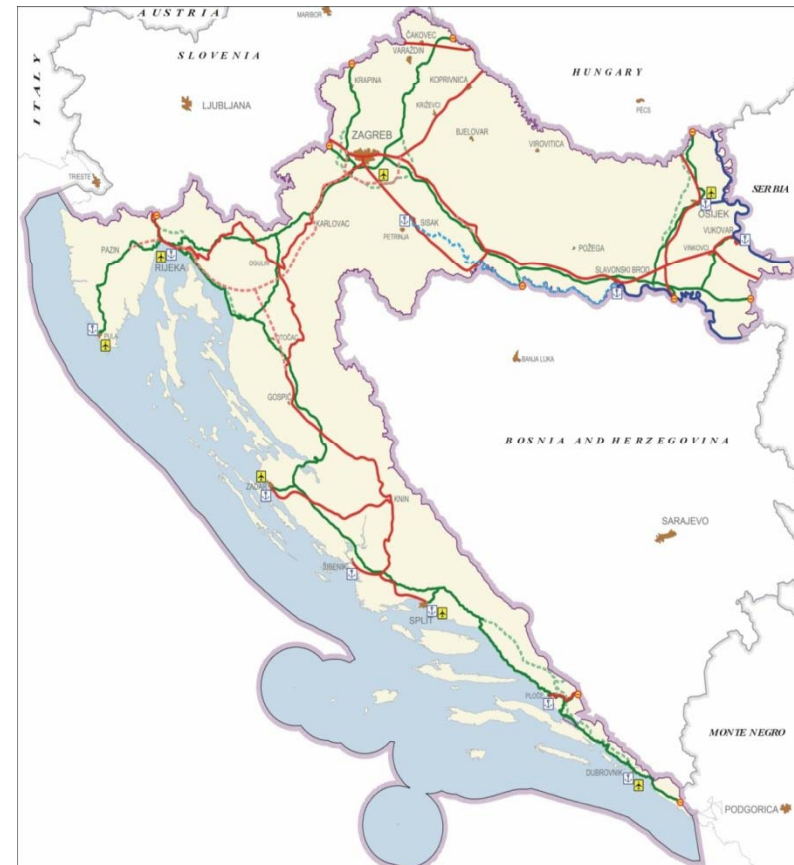 AUSTRIA
MARIBOR
ČAKOVEC
SLOVENIA
VARAŽDIN
HUNGARY
ITALY
KRAPINA
KOPRIVNICA
LJUBLJANA
KRIŽEVCI
PÉCS
ZAGREB
BJELOVAR
VIROVITICA
TRIESTE
SERBIA
OSIJEK
KARLOVAC
SISAK
VUKOVAR
PETRINJA
PAZIN
POŽEGA
VINKOVCI
OGULIN
RIJEKA
SLAVONSKI BROD
PULA
OTOČAC
BANJA LUKA
GOSPIĆ
BOSNIA AND HERZEGOVINA
ZADAR
KNIN
SARAJEVO
ŠIBENIK
SPLIT
PLOČE
MONTE NEGRO
DUBROVNIK
PODGORICA